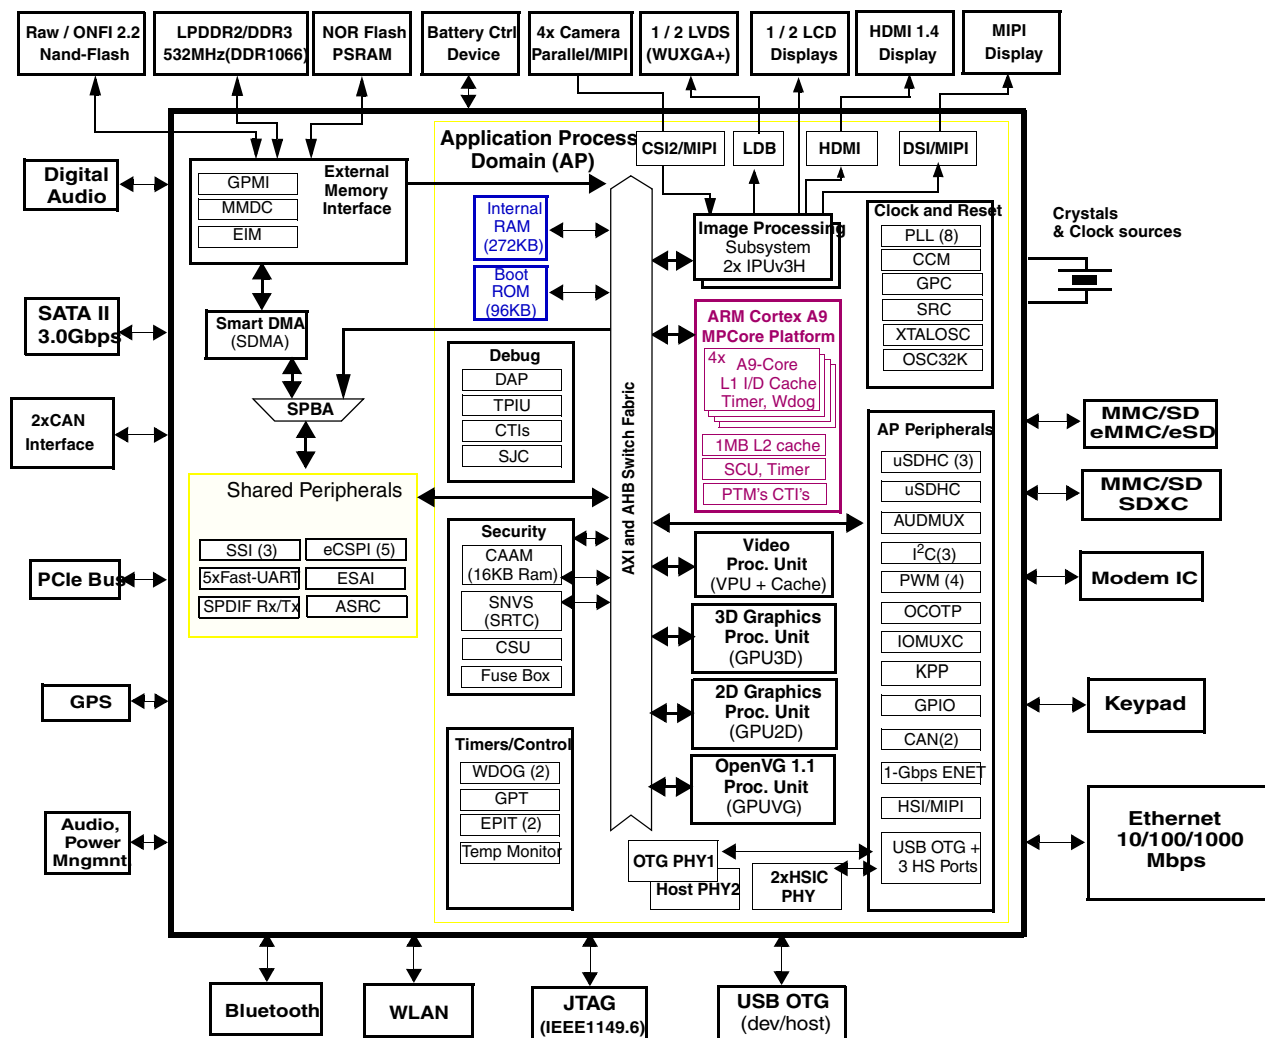 Raw / ONFI 2.2
Nand-Flash
LPDDR2/DDR3
532MHz(DDR1066)
NOR Flash
PSRAM
Battery Ctrl
Device
4x Camera
Parallel/MIPI
1 / 2 LVDS
(WUXGA+)
1 / 2 LCD
Displays
HDMI 1.4
Display
MIPI
Display
Digital
Audio
SATA II
3.0Gbps
2xCAN
Interface
PCIe Bus
GPS
Audio,
Power
Mngmnt.
External
Memory
Interface
GPMI
MMDC
EIM
Smart DMA
(SDMA)
SPBA
Shared Peripherals
SSI (3)
eCSPI (5)
5xFast-UART
ESAI
SPDIF Rx/Tx
ASRC
Application Process
Domain (AP)
Internal
RAM
(272KB)
Boot
ROM
(96KB)
Debug
DAP
TPIU
CTIs
SJC
Security
CAAM
(16KB Ram)
SNVS
(SRTC)
CSU
Fuse Box
Timers/Control
WDOG (2)
GPT
EPIT (2)
Temp Monitor
AXI and AHB Switch Fabric
CSI2/MIPI
LDB
HDMI
DSI/MIPI
Image Processing
Subsystem
2x IPUv3H
ARM Cortex A9
MPCore Platform
4x
A9-Core
L1 I/D Cache
Timer, Wdog
1MB L2 cache
SCU, Timer
PTM's CTI's
Video
Proc. Unit
(VPU + Cache)
3D Graphics
Proc. Unit
(GPU3D)
2D Graphics
Proc. Unit
(GPU2D)
OpenVG 1.1
Proc. Unit
(GPUVG)
OTG PHY1
Host PHY2
2xHSIC
PHY
Clock and Reset
PLL (8)
CCM
GPC
SRC
XTALOSC
OSC32K
AP Peripherals
uSDHC (3)
uSDHC
AUDMUX
I²C(3)
PWM (4)
OCOTP
IOMUXC
KPP
GPIO
CAN(2)
1-Gbps ENET
HSI/MIPI
USB OTG +
3 HS Ports
Crystals
& Clock sources
MMC/SD
eMMC/eSD
MMC/SD
SDXC
Modem IC
Keypad
Ethernet
10/100/1000
Mbps
Bluetooth
WLAN
JTAG
(IEEE1149.6)
USB OTG
(dev/host)